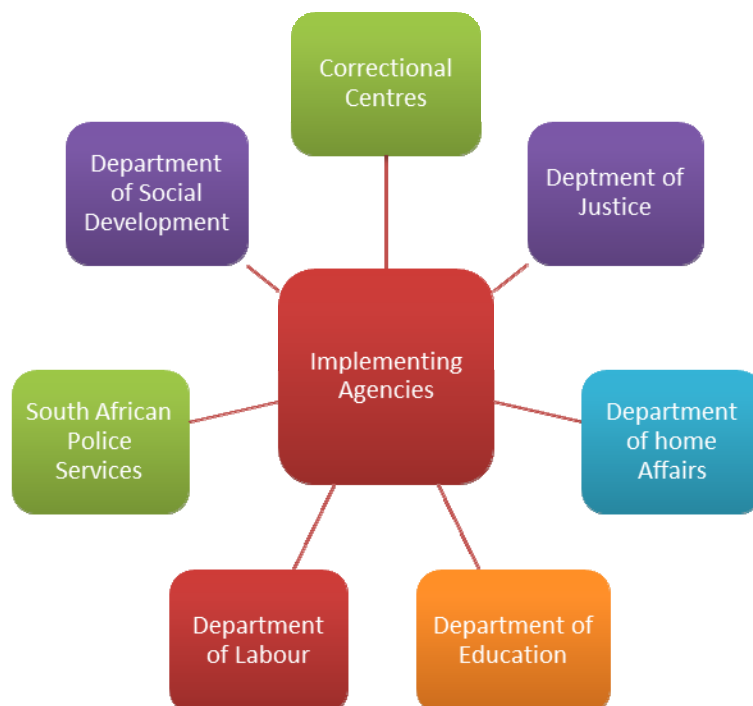 Correctional
Centres
Department
of Social
Development
Deptment of
Justice
Implementing
Agencies
South African
Police
Services
Department
of home
Affairs
Department
of Labour
Department of
Education